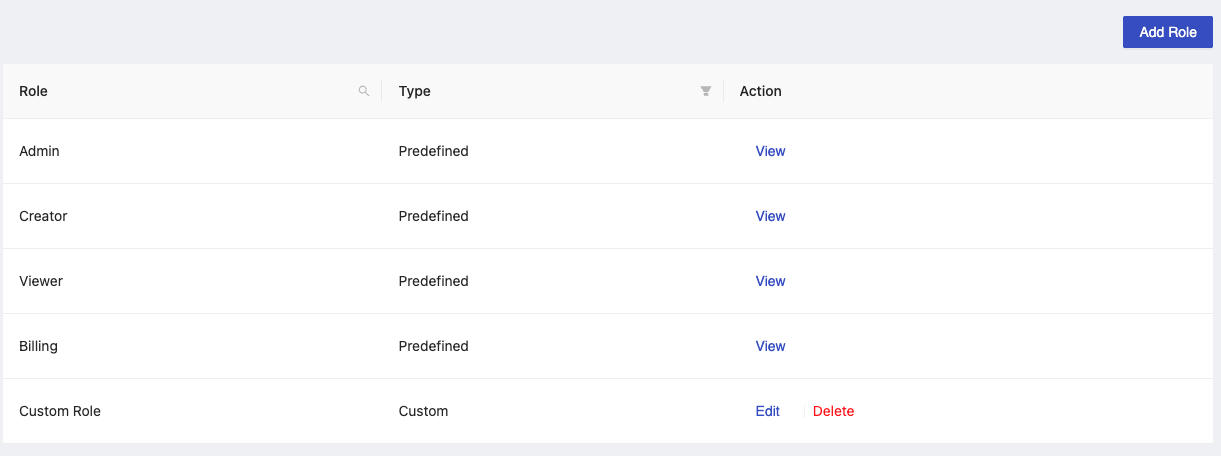 Add Role
Role Type Action
Admin Predefined View
Creator Predefined View
Viewer Predefined View
Billing Predefined View
Custom Role Custom Edit Delete